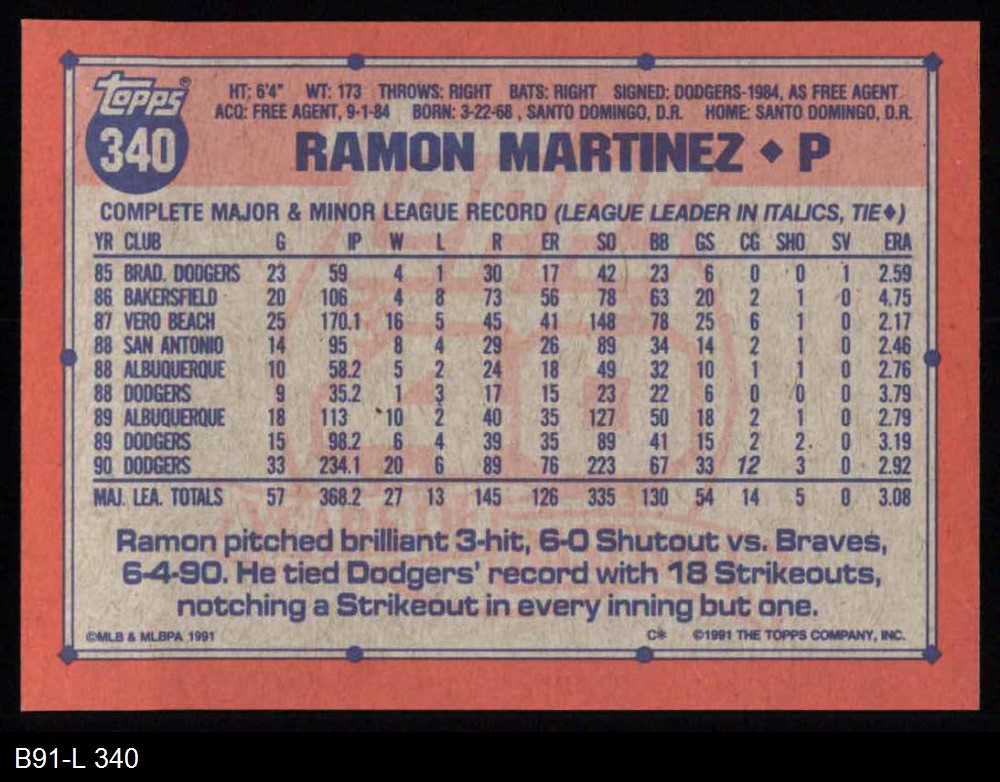 topps®
340
HT: 6'4" WT: 173 THROWS: RIGHT BATS: RIGHT SIGNED: DODGERS-1984, AS FREE AGENT
ACQ: FREE AGENT, 9-1-84 BORN: 3-22-68 , SANTO DOMINGO, D.R. HOME: SANTO DOMINGO, D.R.
RAMON MARTINEZ ♦ P
COMPLETE MAJOR & MINOR LEAGUE RECORD (LEAGUE LEADER IN ITALICS, TIE♦)
YR CLUB G IP W L R ER SO BB GS CG SHO SV ERA
85 BRAD. DODGERS 23 59 4 1 30 17 42 23 6 0 0 1 2.59
86 BAKERSFIELD 20 106 4 8 73 56 78 63 20 2 1 0 4.75
87 VERO BEACH 25 170.1 16 5 45 41 148 78 25 6 1 0 2.17
88 SAN ANTONIO 14 95 8 4 29 26 89 34 14 2 1 0 2.46
88 ALBUQUERQUE 10 58.2 5 2 24 18 49 32 10 1 1 0 2.76
88 DODGERS 9 35.2 1 3 17 15 23 22 6 0 0 0 3.79
89 ALBUQUERQUE 18 113 10 2 40 35 127 50 18 2 1 0 2.79
89 DODGERS 15 98.2 6 4 39 35 89 41 15 2 2 0 3.19
90 DODGERS 33 234.1 20 6 89 76 223 67 33 12 3 0 2.92
MAJ. LEA. TOTALS 57 368.2 27 13 145 126 335 130 54 14 5 0 3.08
Ramon pitched brilliant 3-hit, 6-0 Shutout vs. Braves,
6-4-90. He tied Dodgers' record with 18 Strikeouts,
notching a Strikeout in every inning but one.
©MLB & MLBPA 1991 C* ©1991 THE TOPPS COMPANY, INC.
B91-L 340